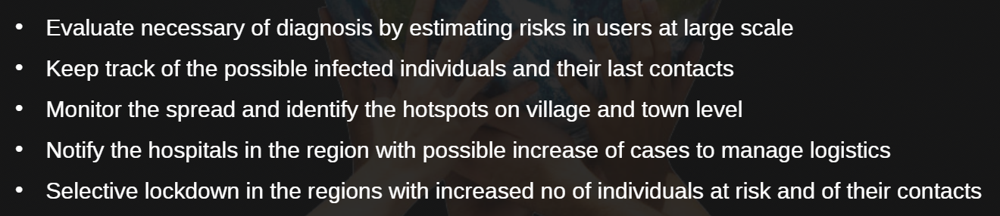 • Evaluate necessary of diagnosis by estimating risks in users at large scale
• Keep track of the possible infected individuals and their last contacts
• Monitor the spread and identify the hotspots on village and town level
• Notify the hospitals in the region with possible increase of cases to manage logistics
• Selective lockdown in the regions with increased no of individuals at risk and of their contacts